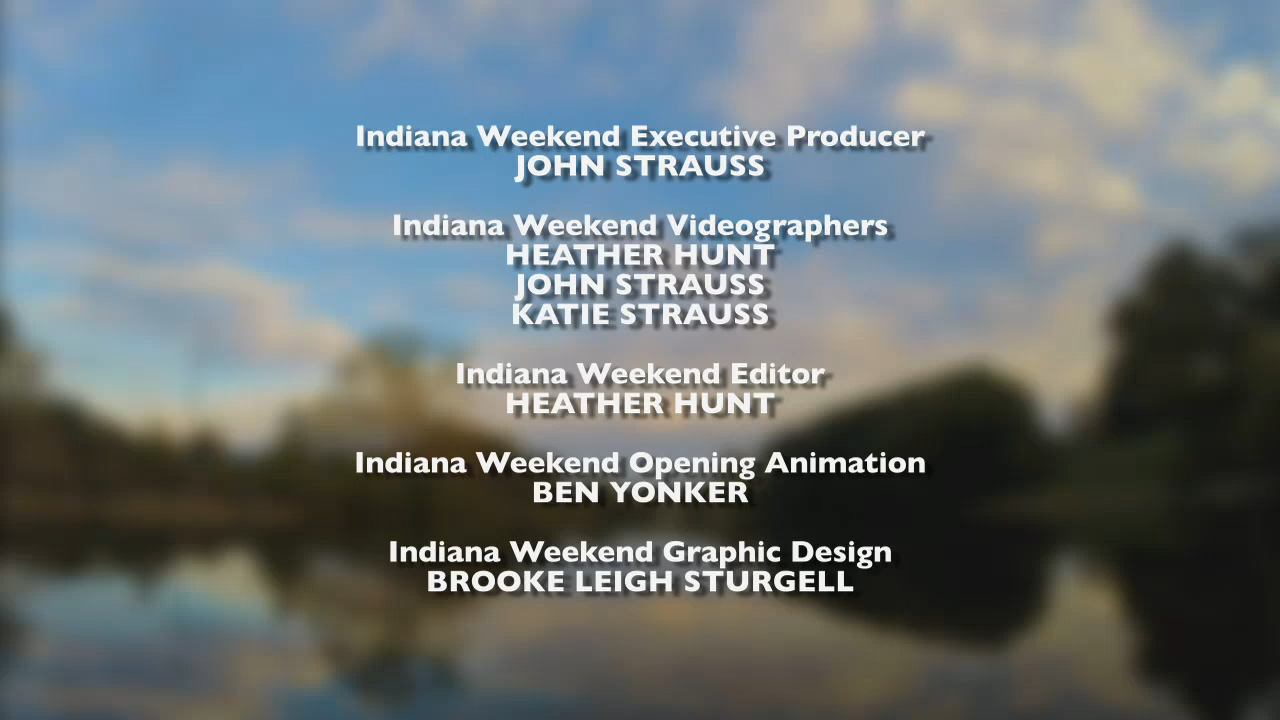 Indiana Weekend Executive Producer
JOHN STRAUSS
Indiana Weekend Videographers
HEATHER HUNT
JOHN STRAUSS
KATIE STRAUSS
Indiana Weekend Editor
HEATHER HUNT
Indiana Weekend Opening Animation
BEN YONKER
Indiana Weekend Graphic Design
BROOKE LEIGH STURGELL